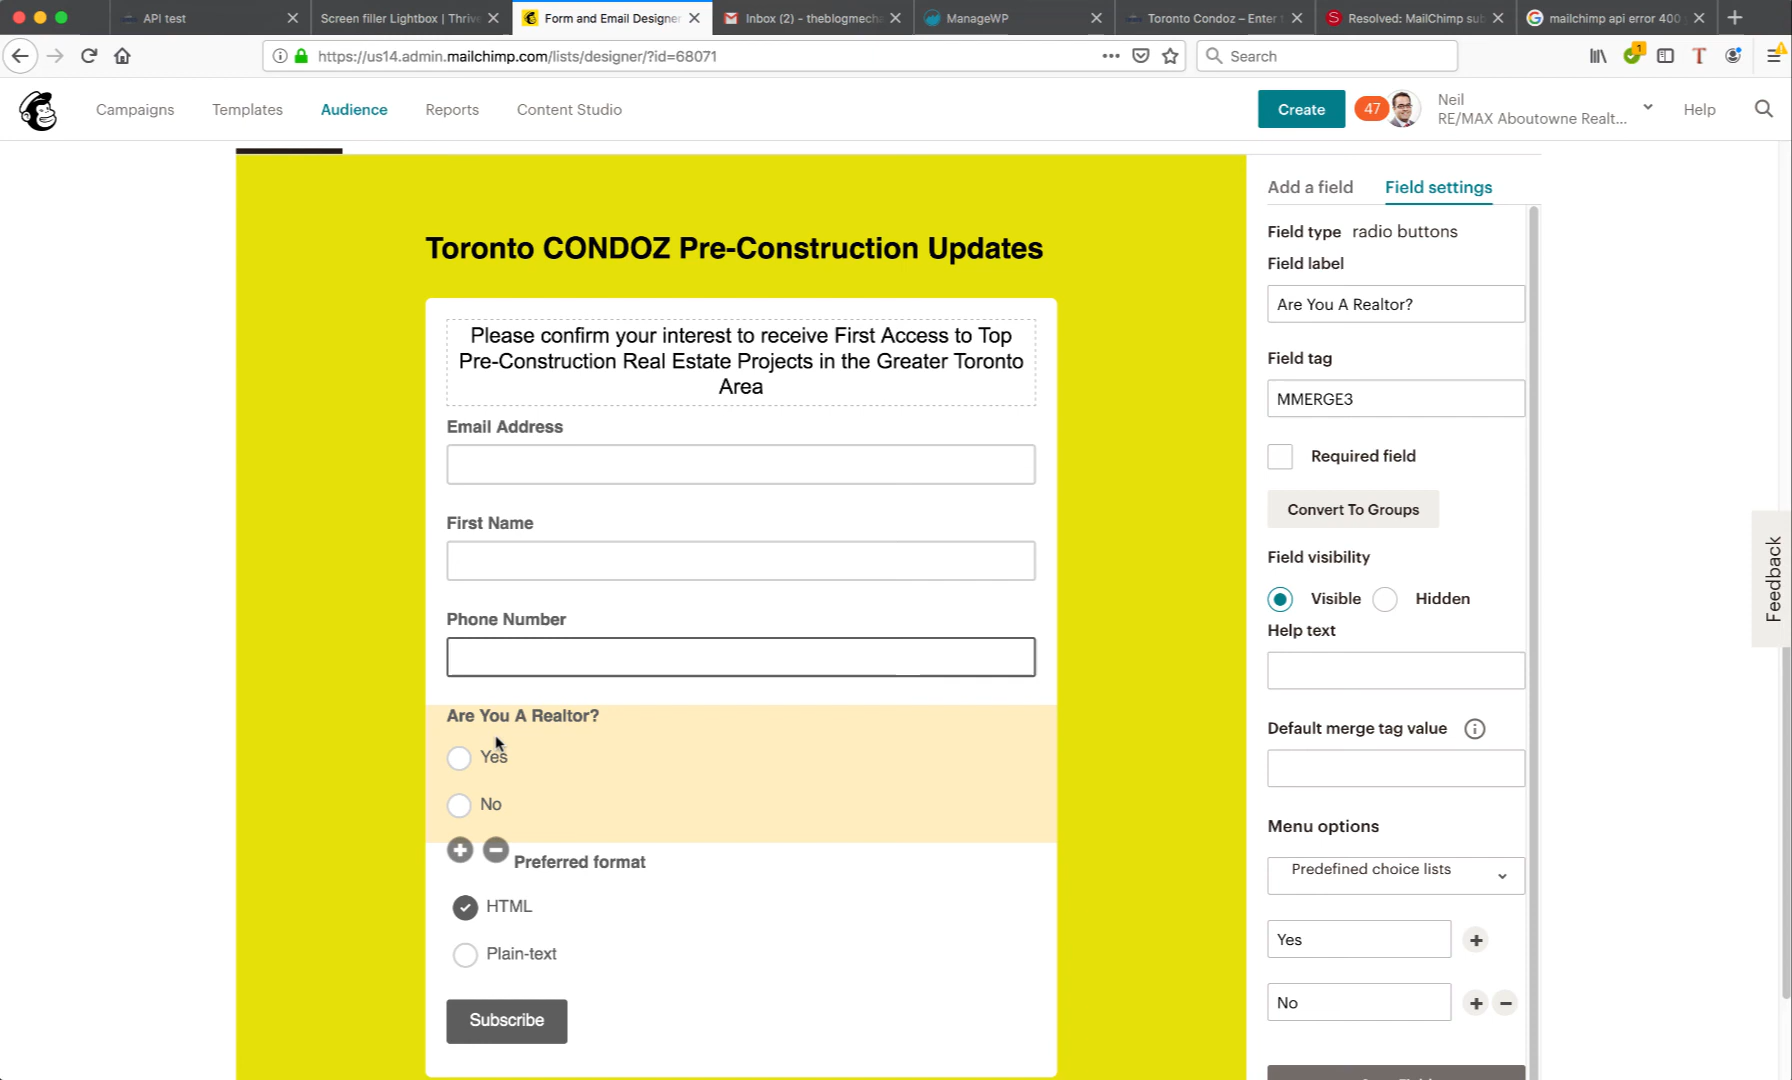 API test
Screen filler Lightbox | Thrive
Form and Email Designer
Inbox (2) - theblogmecha
ManageWP
Toronto Condoz – Enter
Resolved: MailChimp sub
mailchimp api error 400
https://us14.admin.mailchimp.com/lists/designer/?id=68071
Search
1
Campaigns
Templates
Audience
Reports
Content Studio
Create
47
Neil
RE/MAX Aboutowne Realt...
Help
Toronto CONDOZ Pre-Construction Updates
Please confirm your interest to receive First Access to Top
Pre-Construction Real Estate Projects in the Greater Toronto
Area
Email Address
First Name
Phone Number
Are You A Realtor?
Yes
No
Preferred format
HTML
Plain-text
Subscribe
Add a field
Field settings
Field type radio buttons
Field label
Are You A Realtor?
Field tag
MMERGE3
Required field
Convert To Groups
Field visibility
Visible
Hidden
Help text
Default merge tag value
Menu options
Predefined choice lists
Yes
No
Feedback